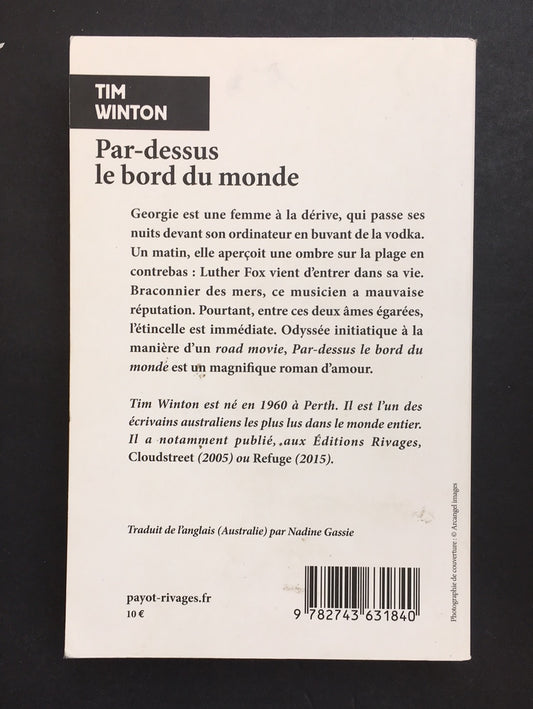 TIM
WINTON
Par-dessus
le bord du monde
Georgie est une femme à la dérive, qui passe ses
nuits devant son ordinateur en buvant de la vodka.
Un matin, elle aperçoit une ombre sur la plage en
contrebas : Luther Fox vient d'entrer dans sa vie.
Braconnier des mers, ce musicien a mauvaise
réputation. Pourtant, entre ces deux âmes égarées,
l'étincelle est immédiate. Odyssée initiatique à la
manière d'un road movie, Par-dessus le bord du
monde est un magnifique roman d'amour.
Tim Winton est né en 1960 à Perth. Il est l'un des
écrivains australiens les plus lus dans le monde entier.
Il a notamment publié, aux Éditions Rivages,
Cloudstreet (2005) ou Refuge (2015).
Traduit de l'anglais (Australie) par Nadine Gassie
payot-rivages.fr
10 €
9 782743 631840
Photographie de couverture : © Arcangel images